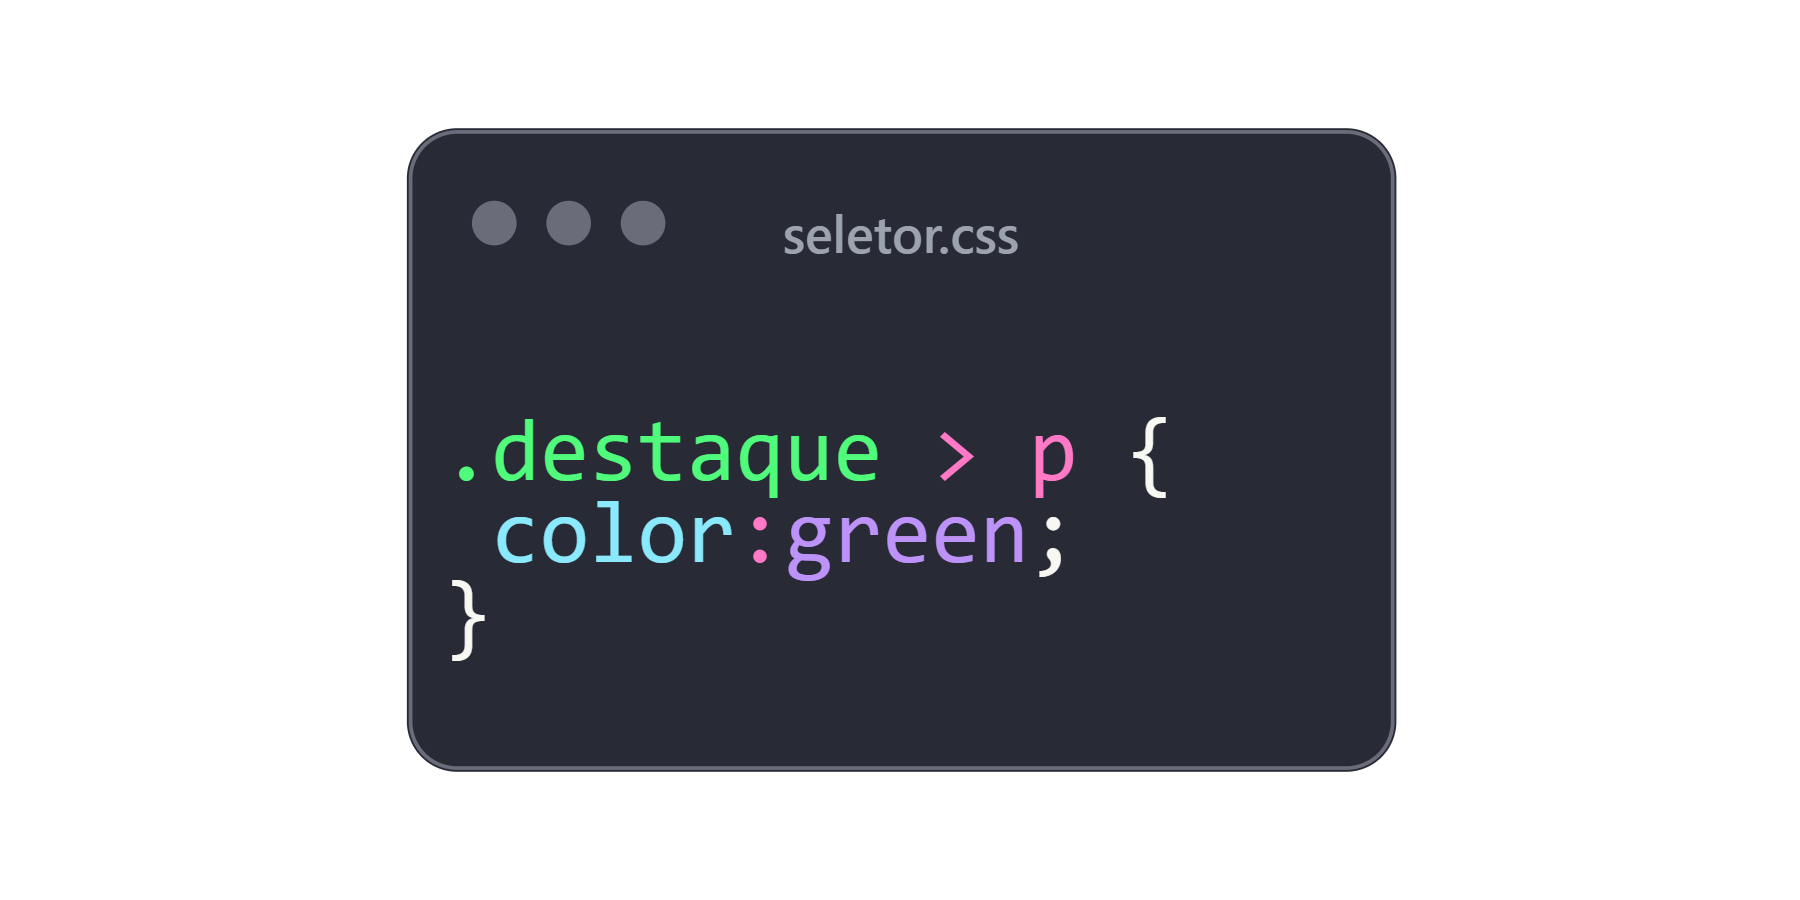 seletor.css
.destaque > p {
 color:green;
}